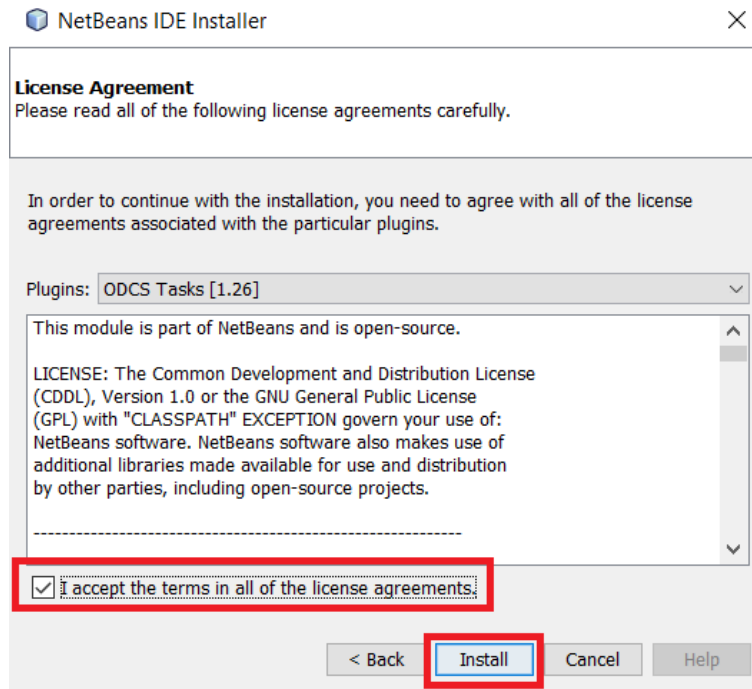 NetBeans IDE Installer
License Agreement
Please read all of the following license agreements carefully.
In order to continue with the installation, you need to agree with all of the license
agreements associated with the particular plugins.
Plugins: ODCS Tasks [1.26]
This module is part of NetBeans and is open-source.
LICENSE: The Common Development and Distribution License
(CDDL), Version 1.0 or the GNU General Public License
(GPL) with "CLASSPATH" EXCEPTION govern your use of:
NetBeans software. NetBeans software also makes use of
additional libraries made available for use and distribution
by other parties, including open-source projects.
------------------------------------------------------------
I accept the terms in all of the license agreements.
< Back Install Cancel Help